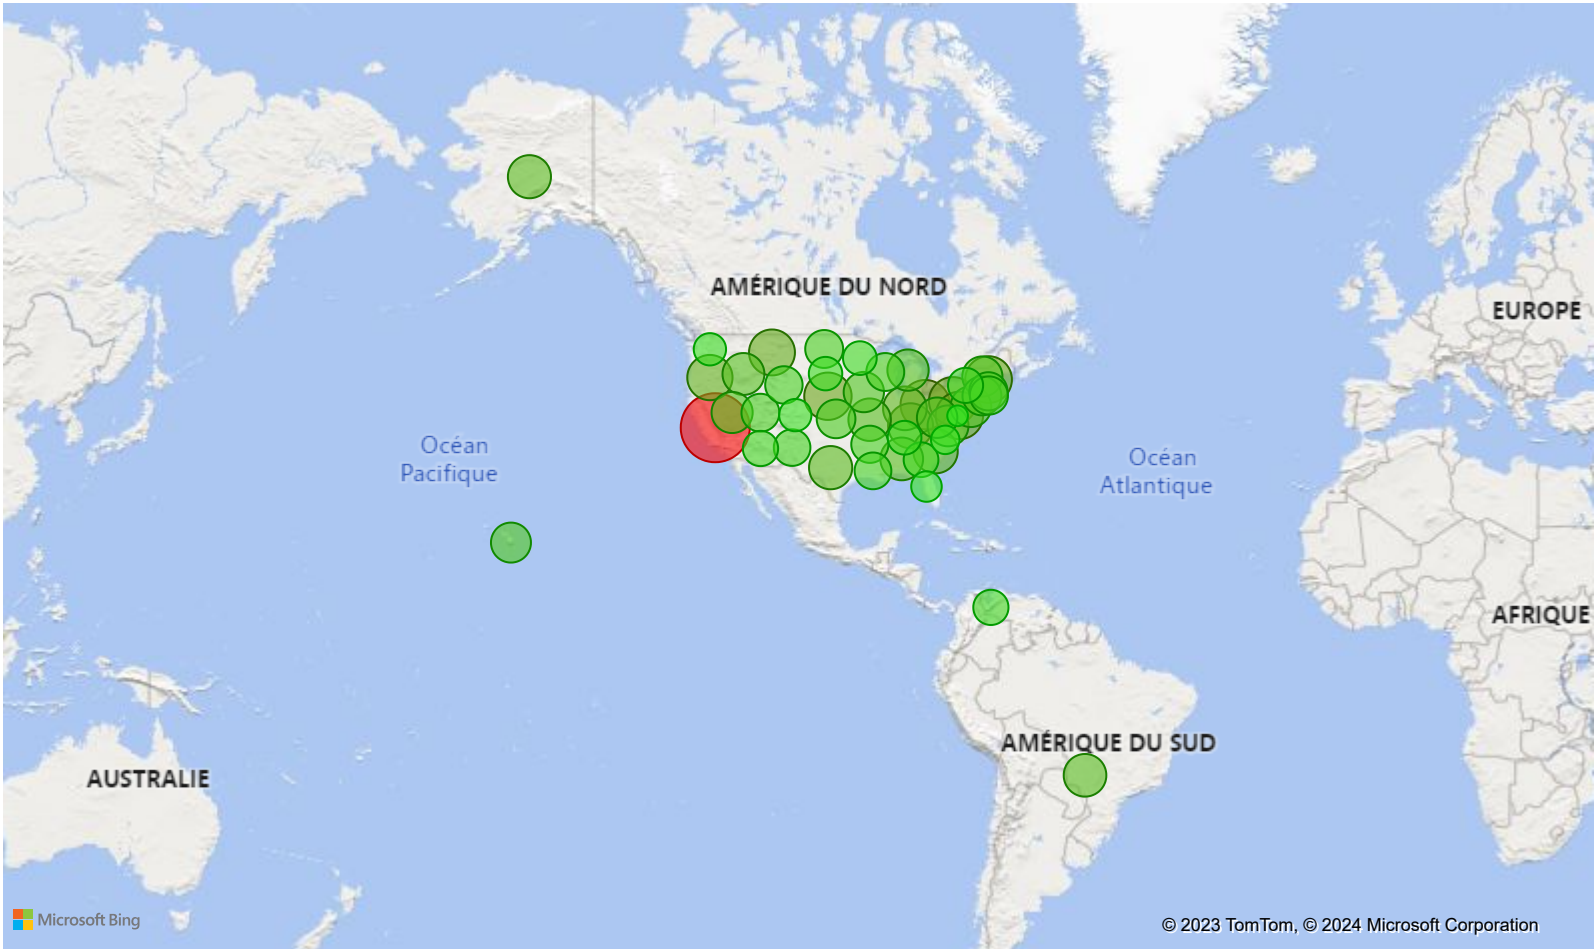 AMÉRIQUE DU NORD
EUROPE
Océan
Pacifique
Océan
Atlantique
AFRIQUE
AMÉRIQUE DU SUD
AUSTRALIE
Microsoft Bing
© 2023 TomTom, © 2024 Microsoft Corporation